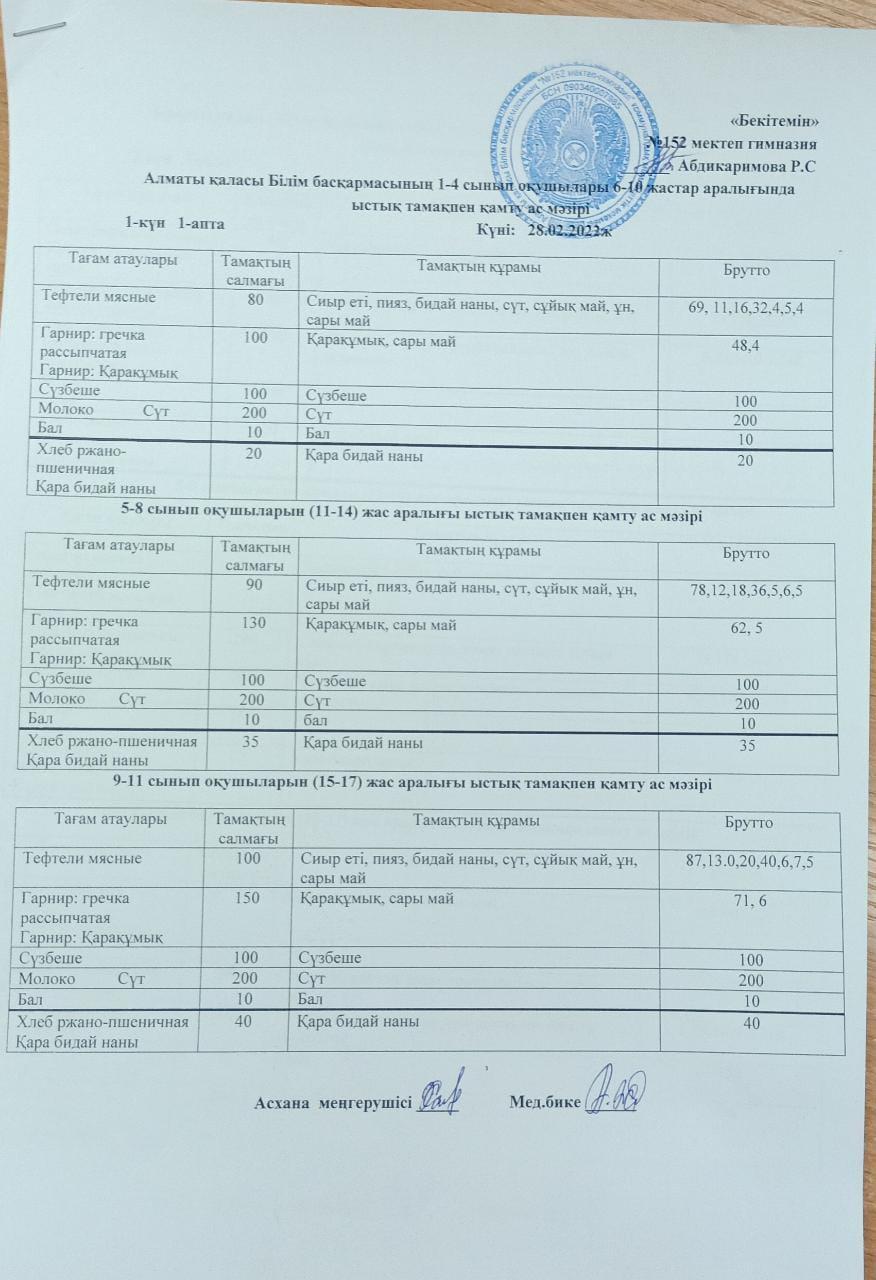 «Бекітемін»
№152 мектеп гимназия
Абдикаримова Р.С
Алматы қаласы Білім басқармасының 1-4 сынып оқушылары 6-10 жастар аралығында
ыстық тамақпен қамту ас мәзірі
1-күн 1-апта Күні: 28.02.2022ж
Тағам атаулары Тамақтың салмағы Тамақтың құрамы Брутто
Тефтели мясные 80 Сиыр еті, пияз, бидай наны, сүт, сұйық май, ұн, 69, 11,16,32,4,5,4
сары май
Гарнир: гречка 100 Қарақұмық, сары май 48,4
рассыпчатая
Гарнир: Қарақұмық
Сүзбеше 100 Сүзбеше 100
Молоко Сүт 200 Сүт 200
Бал 10 Бал 10
Хлеб ржано- 20 Қара бидай наны 20
пшеничная
Қара бидай наны
5-8 сынып оқушыларын (11-14) жас аралығы ыстық тамақпен қамту ас мәзірі
Тағам атаулары Тамақтың салмағы Тамақтың құрамы Брутто
Тефтели мясные 90 Сиыр еті, пияз, бидай наны, сүт, сұйық май, ұн, 78,12,18,36,5,6,5
сары май
Гарнир: гречка 130 Қарақұмық, сары май 62, 5
рассыпчатая
Гарнир: Қарақұмық
Сүзбеше 100 Сүзбеше 100
Молоко Сүт 200 Сүт 200
Бал 10 бал 10
Хлеб ржано-пшеничная 35 Қара бидай наны 35
Қара бидай наны
9-11 сынып оқушыларын (15-17) жас аралығы ыстық тамақпен қамту ас мәзірі
Тағам атаулары Тамақтың салмағы Тамақтың құрамы Брутто
Тефтели мясные 100 Сиыр еті, пияз, бидай наны, сүт, сұйық май, ұн, 87,13.0,20,40,6,7,5
сары май
Гарнир: гречка 150 Қарақұмық, сары май 71, 6
рассыпчатая
Гарнир: Қарақұмық
Сүзбеше 100 Сүзбеше 100
Молоко Сүт 200 Сүт 200
Бал 10 Бал 10
Хлеб ржано-пшеничная 40 Қара бидай наны 40
Қара бидай наны
Асхана меңгерушісі Мед.бике